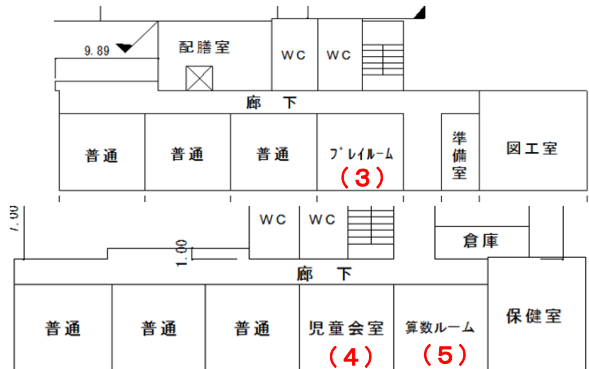 9.89
配膳室
WC
WC
廊 下
普通
普通
普通
プレイルーム
(3)
準備室
図工室
7.00
1.00
WC
WC
倉庫
廊 下
普通
普通
普通
児童会室
(4)
算数ルーム
(5)
保健室